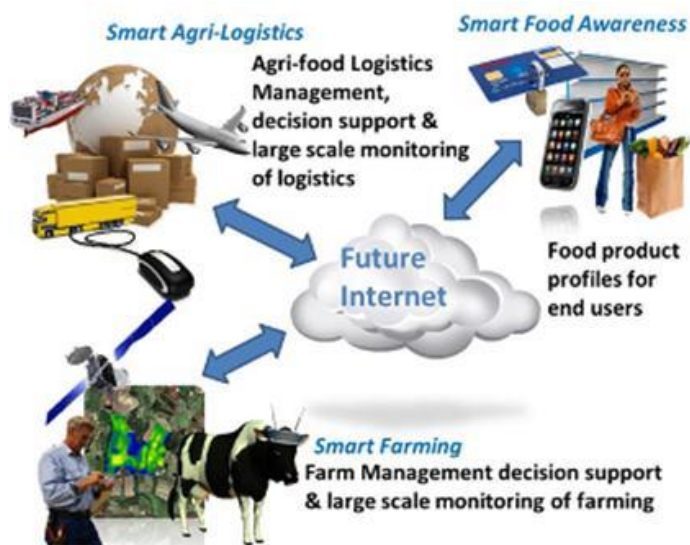 Smart Agri-Logistics
Agri-food Logistics
Management,
decision support &
large scale monitoring
of logistics
Smart Food Awareness
Food product
profiles for
end users
Future
Internet
Smart Farming
Farm Management decision support
& large scale monitoring of farming